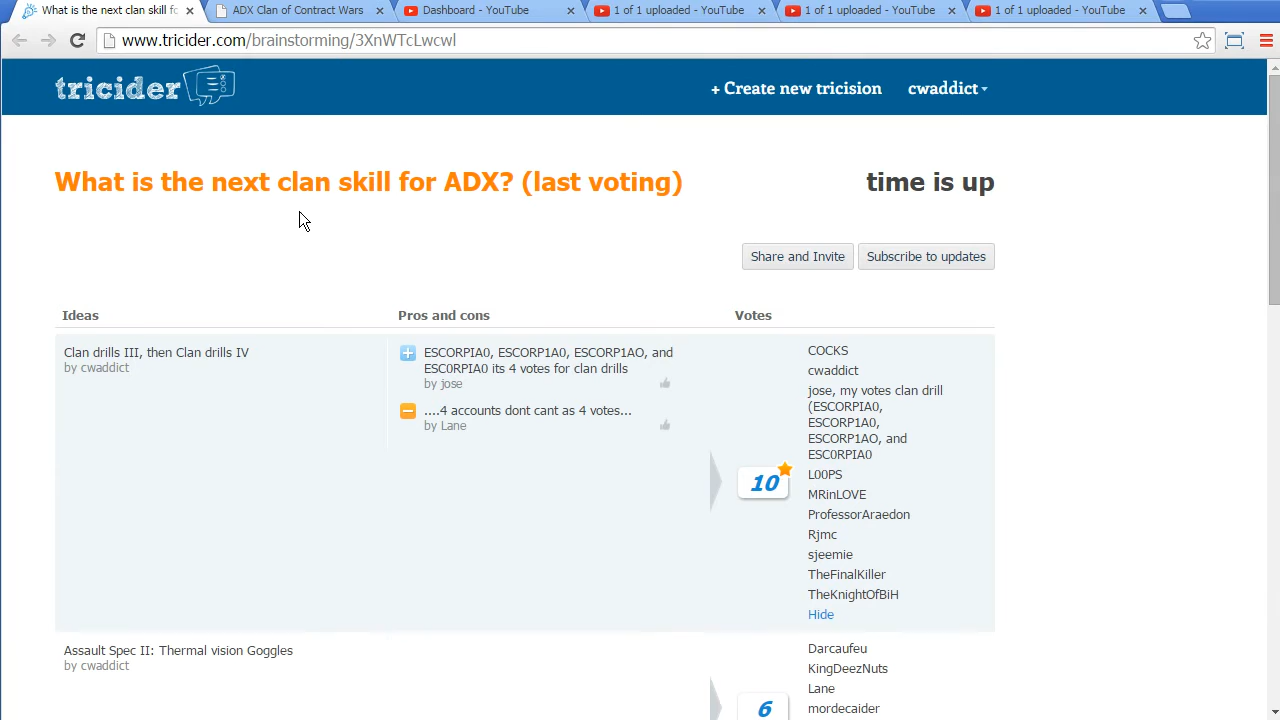 What is the next clan skill fo
ADX Clan of Contract Wars
Dashboard - YouTube
1 of 1 uploaded - YouTube
1 of 1 uploaded - YouTube
1 of 1 uploaded - YouTube
www.tricider.com/brainstorming/3XnWTcLwcwl
tricider
+ Create new tricision
cwaddict
What is the next clan skill for ADX? (last voting)
time is up
Share and Invite
Subscribe to updates
Ideas
Pros and cons
Votes
Clan drills III, then Clan drills IV
by cwaddict
ESCORPIA0, ESCORP1A0, ESCORP1AO, and
ESC0RPIA0 its 4 votes for clan drills
by jose
....4 accounts dont cant as 4 votes...
by Lane
10
COCKS
cwaddict
jose, my votes clan drill
(ESCORPIA0,
ESCORP1A0,
ESCORP1AO, and
ESC0RPIA0
L00PS
MRinLOVE
ProfessorAraedon
Rjmc
sjeemie
TheFinalKiller
TheKnightOfBiH
Hide
Assault Spec II: Thermal vision Goggles
by cwaddict
6
Darcaufeu
KingDeezNuts
Lane
mordecaider